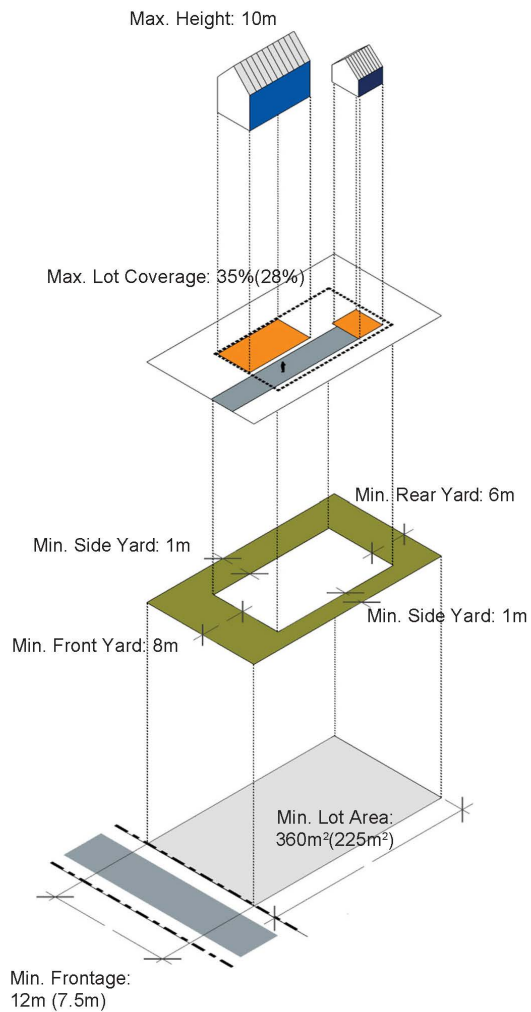 Max. Height: 10m
Max. Lot Coverage: 35%(28%)
Min. Rear Yard: 6m
Min. Side Yard: 1m
Min. Side Yard: 1m
Min. Front Yard: 8m
Min. Lot Area:
360m²(225m²)
Min. Frontage:
12m (7.5m)